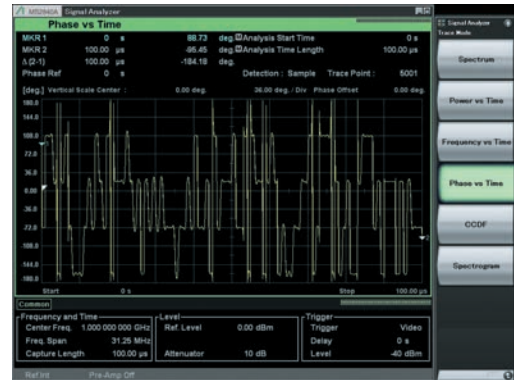 MS2840A Signal Analyzer
Phase vs Time
MKR 1 0 s 88.73 deg. Analysis Start Time 0 s
MKR 2 100.00 µs -95.45 deg. Analysis Time Length 100.00 µs
Δ (2-1) 100.00 µs -184.18 deg.
Phase Ref 0 s Detection : Sample Trace Point : 5001
[deg.] Vertical Scale Center : 0.00 deg. 36.00 deg. / Div Phase Offset 0.00 deg.
180.0
144.0
108.0
72.0
36.0
0.00
-36.0
-72.0
-108.0
-144.0
-180.0
2
Start 0 s Stop 100.00 µs
Common
Frequency and Time
Center Freq. 1.000 000 000 GHz
Freq. Span 31.25 MHz
Capture Length 100.00 µs
Level
Ref. Level 0.00 dBm
Attenuator 10 dB
Trigger
Trigger Video
Delay 0 s
Level -40 dBm
Ref.Int Pre-Amp Off
Signal Analyzer
Trace Mode
Spectrum
Power vs Time
Frequency vs Time
Phase vs Time
CCDF
Spectrogram